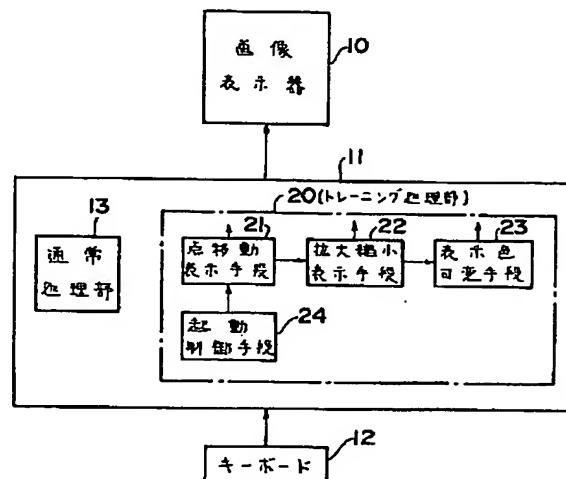 10
画像
表示器
11
20(トレーニング処理部)
13
通常
処理部
21
点移動
表示手段
22
拡大縮小
表示手段
23
表示色
可変手段
起動
制御手段
24
12
キーボード